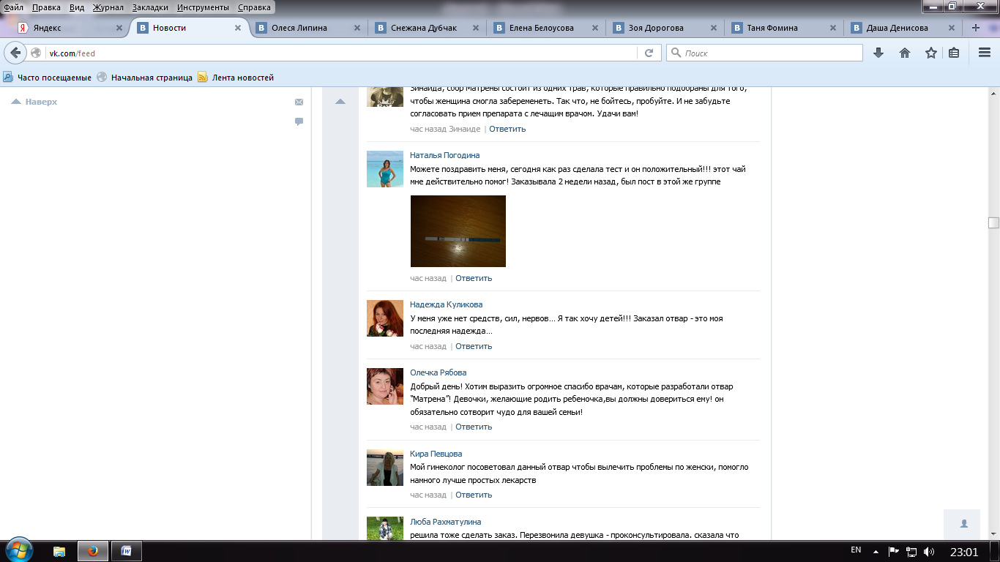 Файл Правка Вид Журнал Закладки Инструменты Справка
Яндекс
Новости
Олеся Липина
Снежана Дубчак
Елена Белоусова
Зоя Дорогова
Таня Фомина
Даша Денисова
vk.com/feed
Поиск
Часто посещаемые Начальная страница Лента новостей
Наверх
Зинаида, сбор Матрены состоит из одних трав, которые правильно подобраны для того,
чтобы женщина смогла забеременеть. Так что, не бойтесь, пробуйте. И не забудьте
согласовать прием препарата с лечащим врачом. Удачи вам!
час назад Зинаиде | Ответить
Наталья Погодина
Можете поздравить меня, сегодня как раз сделала тест и он положительный!!! этот чай
мне действительно помог! Заказывала 2 недели назад, был пост в этой же группе
час назад | Ответить
Надежда Куликова
У меня уже нет средств, сил, нервов... Я так хочу детей!!! Заказал отвар - это моя
последняя надежда...
час назад | Ответить
Олечка Рябова
Добрый день! Хотим выразить огромное спасибо врачам, которые разработали отвар
"Матрена"! Девочки, желающие родить ребеночка,вы должны довериться ему! он
обязательно сотворит чудо для вашей семьи!
час назад | Ответить
Кира Певцова
Мой гинеколог посоветовал данный отвар чтобы вылечить проблемы по женски, помогло
намного лучше простых лекарств
час назад | Ответить
Люба Рахматулина
решила тоже сделать заказ. Перезвонила девушка - проконсультировала. сказала что
EN
23:01